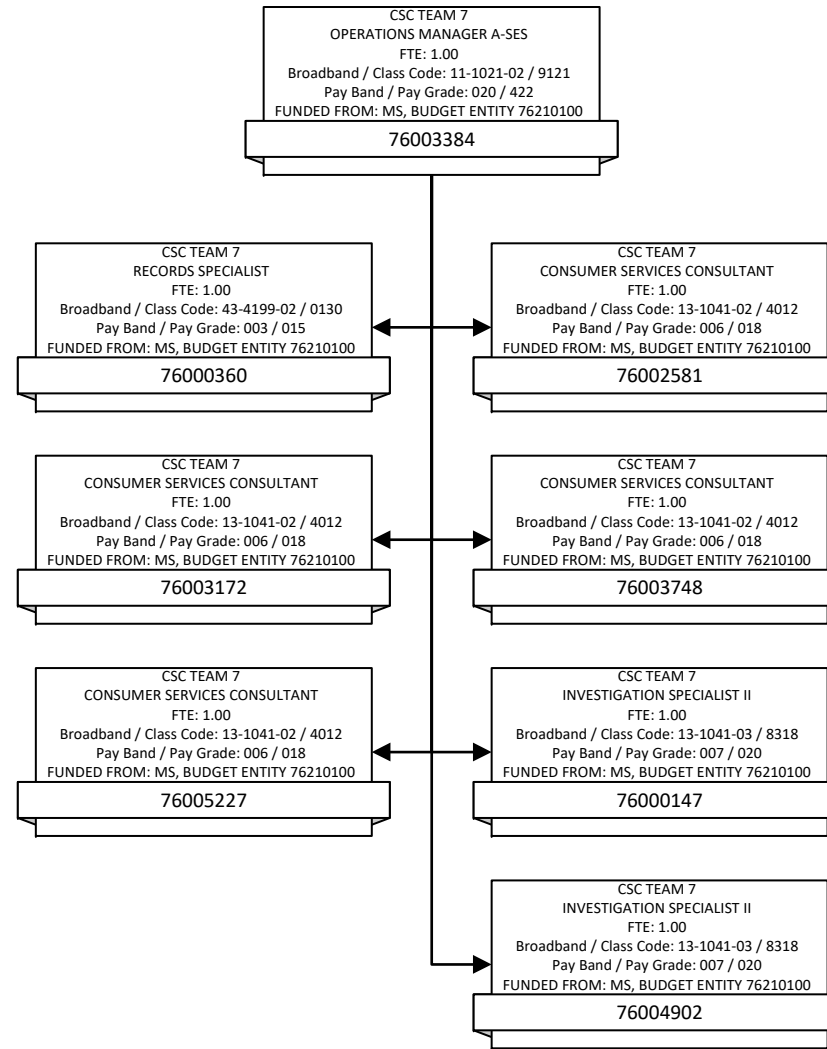 CSC TEAM 7
OPERATIONS MANAGER A-SES
FTE: 1.00
Broadband / Class Code: 11-1021-02 / 9121
Pay Band / Pay Grade: 020 / 422
FUNDED FROM: MS, BUDGET ENTITY 76210100
76003384
CSC TEAM 7
RECORDS SPECIALIST
FTE: 1.00
Broadband / Class Code: 43-4199-02 / 0130
Pay Band / Pay Grade: 003 / 015
FUNDED FROM: MS, BUDGET ENTITY 76210100
76000360
CSC TEAM 7
CONSUMER SERVICES CONSULTANT
FTE: 1.00
Broadband / Class Code: 13-1041-02 / 4012
Pay Band / Pay Grade: 006 / 018
FUNDED FROM: MS, BUDGET ENTITY 76210100
76002581
CSC TEAM 7
CONSUMER SERVICES CONSULTANT
FTE: 1.00
Broadband / Class Code: 13-1041-02 / 4012
Pay Band / Pay Grade: 006 / 018
FUNDED FROM: MS, BUDGET ENTITY 76210100
76003172
CSC TEAM 7
CONSUMER SERVICES CONSULTANT
FTE: 1.00
Broadband / Class Code: 13-1041-02 / 4012
Pay Band / Pay Grade: 006 / 018
FUNDED FROM: MS, BUDGET ENTITY 76210100
76003748
CSC TEAM 7
CONSUMER SERVICES CONSULTANT
FTE: 1.00
Broadband / Class Code: 13-1041-02 / 4012
Pay Band / Pay Grade: 006 / 018
FUNDED FROM: MS, BUDGET ENTITY 76210100
76005227
CSC TEAM 7
INVESTIGATION SPECIALIST II
FTE: 1.00
Broadband / Class Code: 13-1041-03 / 8318
Pay Band / Pay Grade: 007 / 020
FUNDED FROM: MS, BUDGET ENTITY 76210100
76000147
CSC TEAM 7
INVESTIGATION SPECIALIST II
FTE: 1.00
Broadband / Class Code: 13-1041-03 / 8318
Pay Band / Pay Grade: 007 / 020
FUNDED FROM: MS, BUDGET ENTITY 76210100
76004902